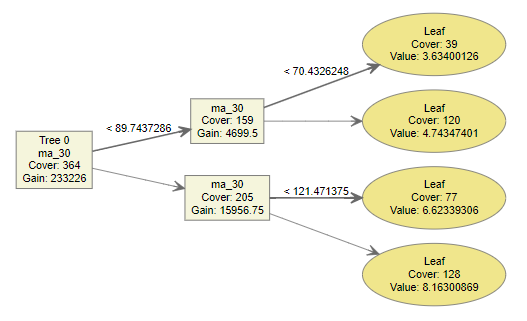 Tree 0
ma_30
Cover: 364
Gain: 233226
< 89.7437286
ma_30
Cover: 159
Gain: 4699.5
ma_30
Cover: 205
Gain: 15956.75
< 70.4326248
< 121.471375
Leaf
Cover: 39
Value: 3.63400126
Leaf
Cover: 120
Value: 4.74347401
Leaf
Cover: 77
Value: 6.62339306
Leaf
Cover: 128
Value: 8.16300869